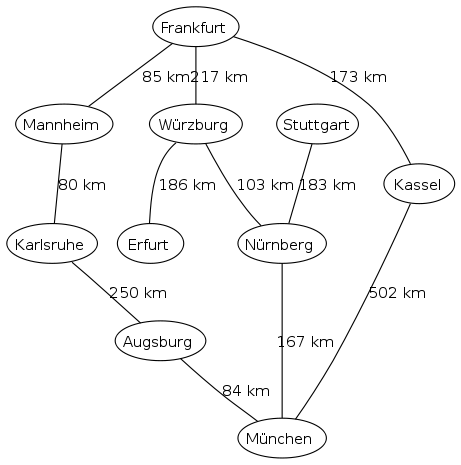 Frankfurt
85 km
217 km
173 km
Mannheim
Würzburg
Stuttgart
Kassel
80 km
186 km
103 km
183 km
Karlsruhe
Erfurt
Nürnberg
250 km
502 km
Augsburg
167 km
84 km
München